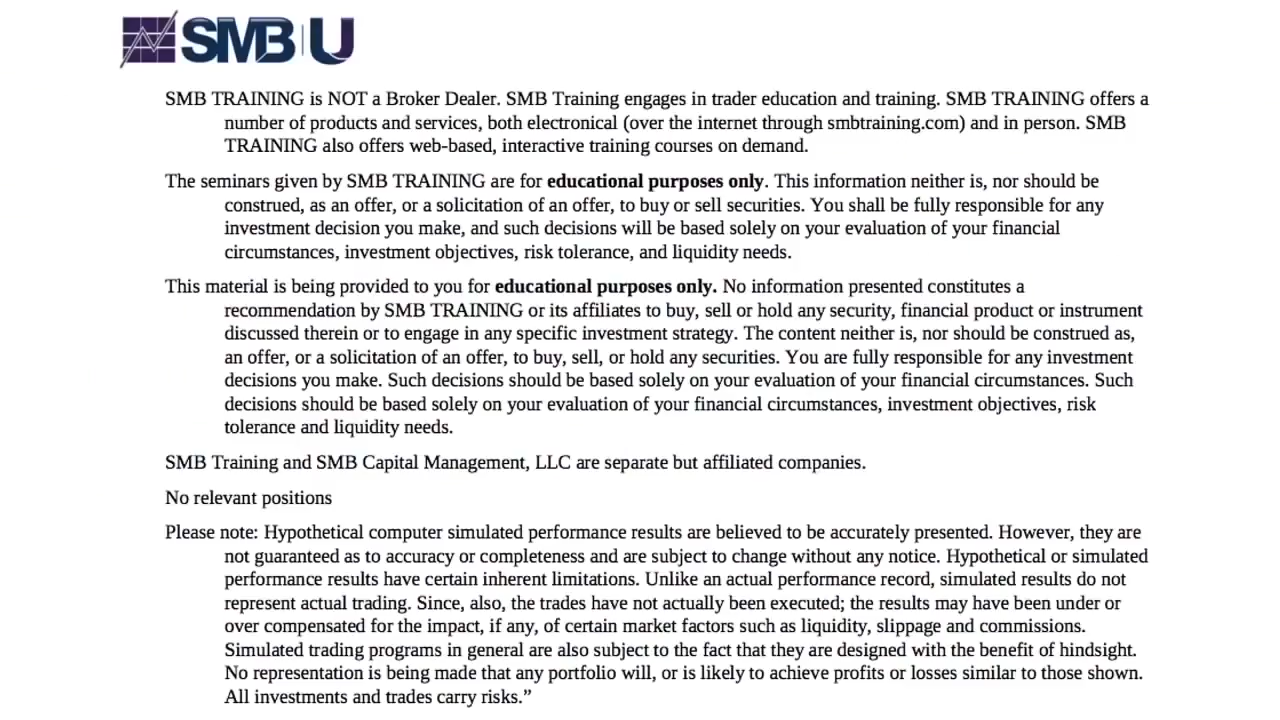 SMB U
SMB TRAINING is NOT a Broker Dealer. SMB Training engages in trader education and training. SMB TRAINING offers a
number of products and services, both electronical (over the internet through smbtraining.com) and in person. SMB
TRAINING also offers web-based, interactive training courses on demand.
The seminars given by SMB TRAINING are for educational purposes only. This information neither is, nor should be
construed, as an offer, or a solicitation of an offer, to buy or sell securities. You shall be fully responsible for any
investment decision you make, and such decisions will be based solely on your evaluation of your financial
circumstances, investment objectives, risk tolerance, and liquidity needs.
This material is being provided to you for educational purposes only. No information presented constitutes a
recommendation by SMB TRAINING or its affiliates to buy, sell or hold any security, financial product or instrument
discussed therein or to engage in any specific investment strategy. The content neither is, nor should be construed as,
an offer, or a solicitation of an offer, to buy, sell, or hold any securities. You are fully responsible for any investment
decisions you make. Such decisions should be based solely on your evaluation of your financial circumstances. Such
decisions should be based solely on your evaluation of your financial circumstances, investment objectives, risk
tolerance and liquidity needs.
SMB Training and SMB Capital Management, LLC are separate but affiliated companies.
No relevant positions
Please note: Hypothetical computer simulated performance results are believed to be accurately presented. However, they are
not guaranteed as to accuracy or completeness and are subject to change without any notice. Hypothetical or simulated
performance results have certain inherent limitations. Unlike an actual performance record, simulated results do not
represent actual trading. Since, also, the trades have not actually been executed; the results may have been under or
over compensated for the impact, if any, of certain market factors such as liquidity, slippage and commissions.
Simulated trading programs in general are also subject to the fact that they are designed with the benefit of hindsight.
No representation is being made that any portfolio will, or is likely to achieve profits or losses similar to those shown.
All investments and trades carry risks.”